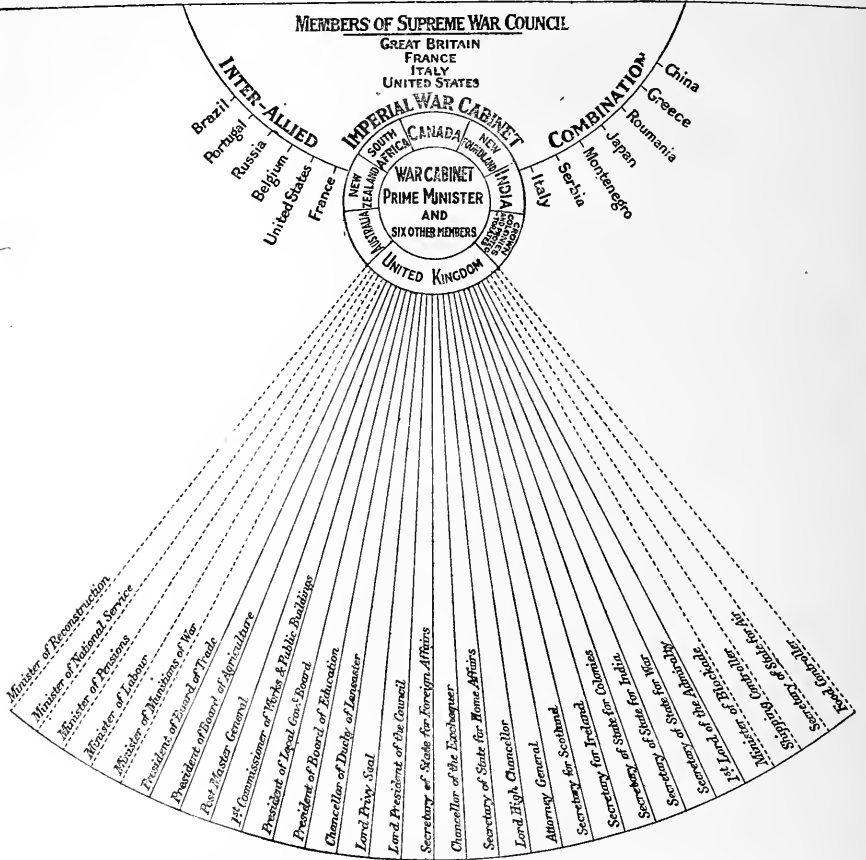 MEMBERS OF SUPREME WAR COUNCIL
GREAT BRITAIN
FRANCE
ITALY
UNITED STATES
INTER-ALLIED
COMBINATION
Brazil
Portugal
Russia
Belgium
United States
France
China
Greece
Roumania
Japan
Montenegro
Serbia
Italy
IMPERIAL WAR CABINET
AUSTRALIA
NEW ZEALAND
SOUTH AFRICA
CANADA
NEW FOUNDLAND
INDIA
CROWN COLONIES AND PROTEC-TORATES
UNITED KINGDOM
WAR CABINET
PRIME MINISTER
AND
SIX OTHER MEMBERS
Minister of Reconstruction
Minister of National Service
Minister of Pensions
Minister of Labour
Minister of Munitions of War
President of Board of Trade
President of Board of Agriculture
Post Master General
1st Commissioner of Works & Public Buildings
President of Local Govt Board
President of Board of Education
Chancellor of Duchy of Lancaster
Lord Privy Seal
Lord President of the Council
Secretary of State for Foreign Affairs
Chancellor of the Exchequer
Secretary of State for Home Affairs
Lord High Chancellor
Attorney General
Secretary for Scotland
Secretary for Ireland
Secretary of State for Colonies
Secretary of State for India
Secretary of State for War
Secretary of the Admiralty
1st Lord of the Admiralty
Minister of Blockade
Shipping Controller
Secretary of State for Air
Food Controller